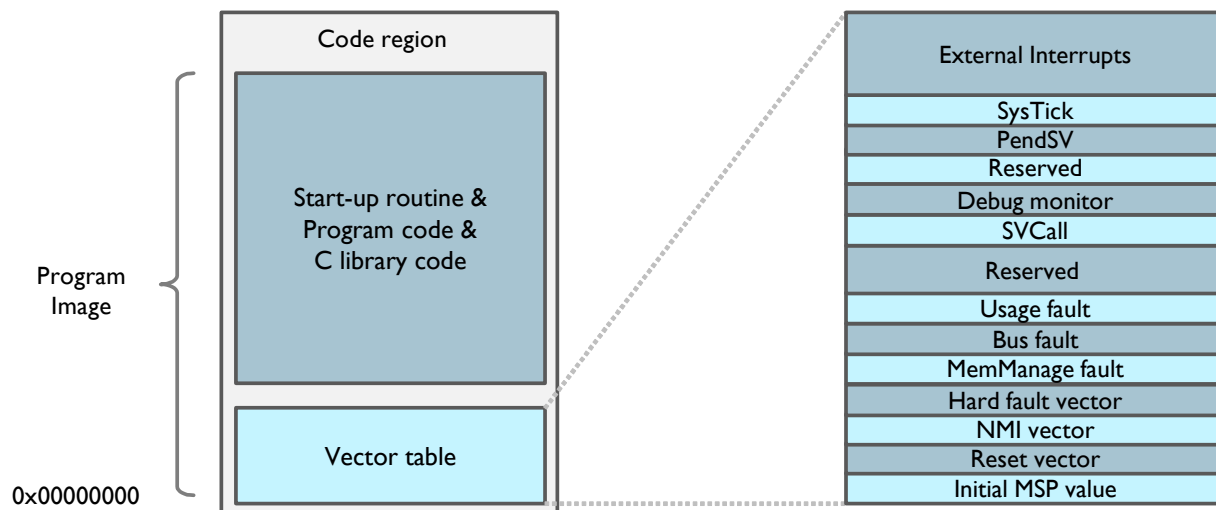 Code region
Start-up routine &
Program code &
C library code
Program
Image
Vector table
0x00000000
External Interrupts
SysTick
PendSV
Reserved
Debug monitor
SVCall
Reserved
Usage fault
Bus fault
MemManage fault
Hard fault vector
NMI vector
Reset vector
Initial MSP value